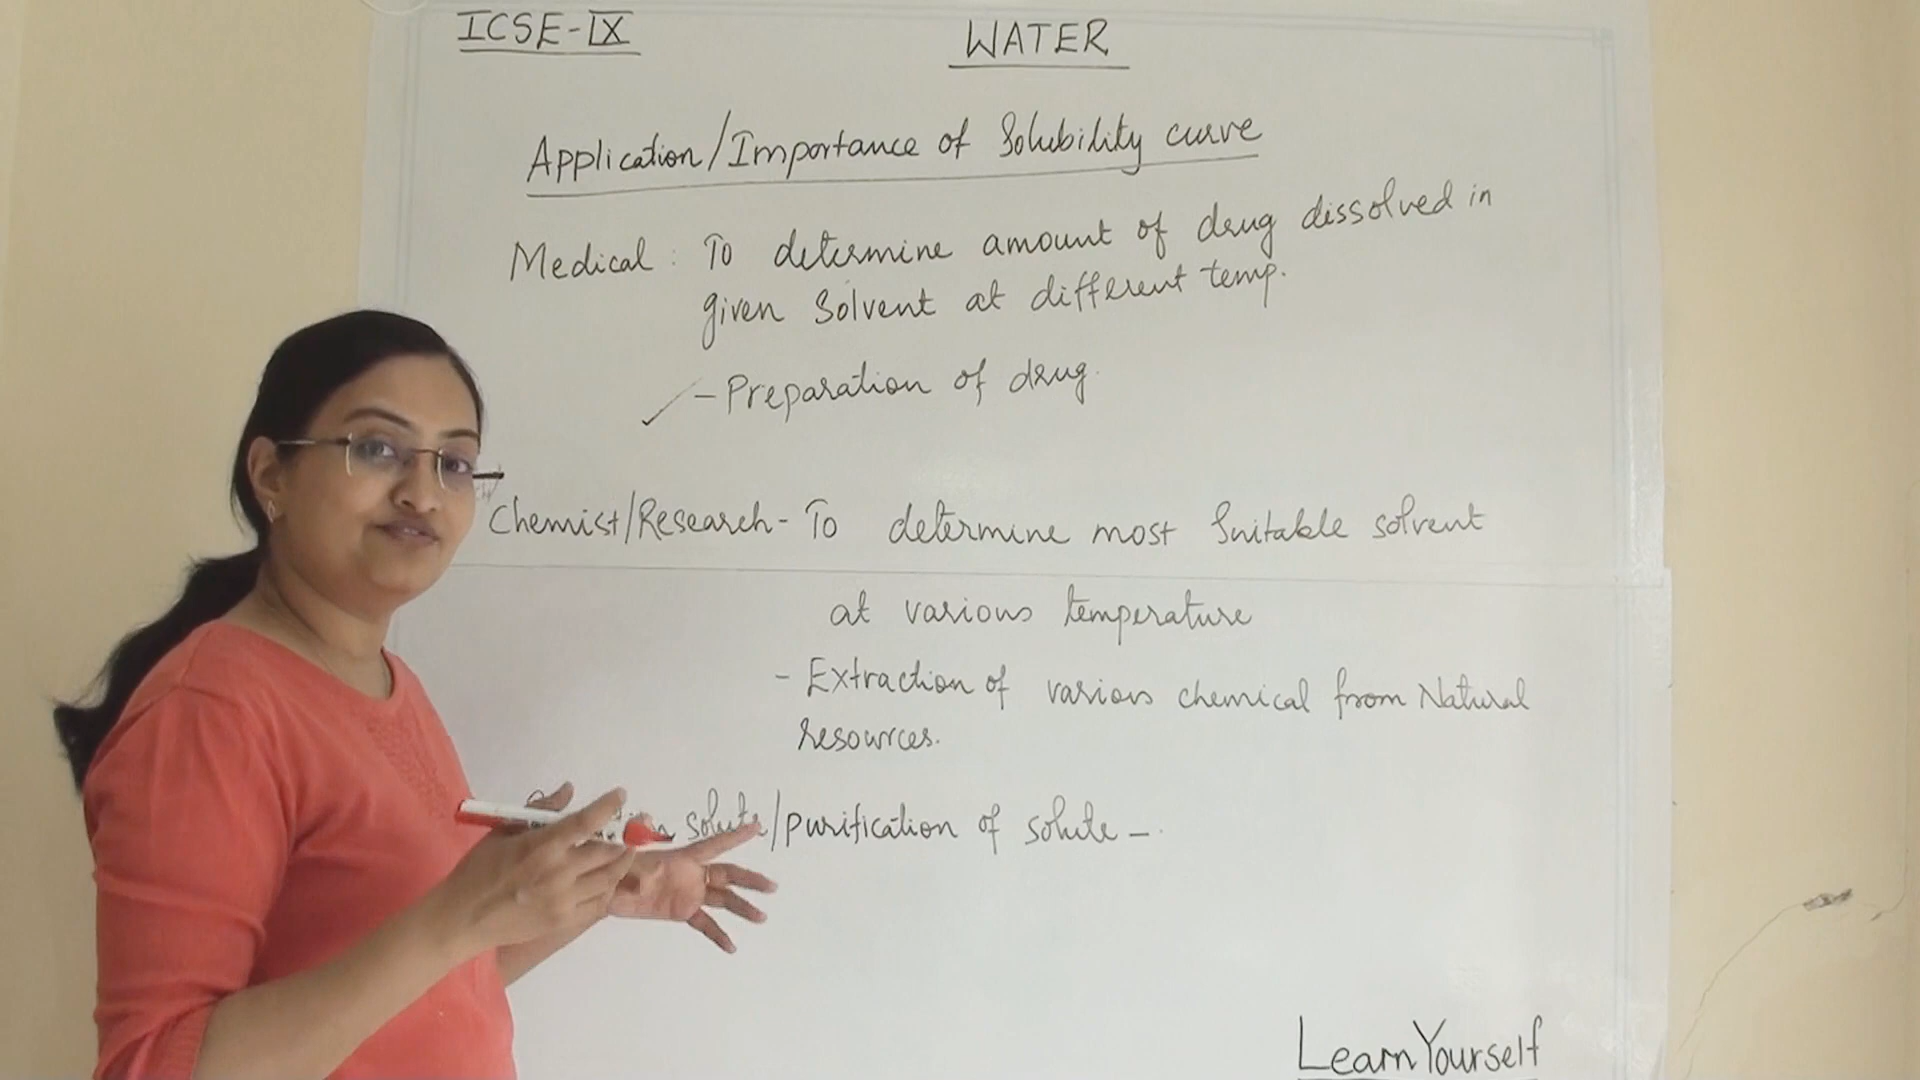 ICSE-IX
WATER
Application/Importance of Solubility curve
Medical : To determine amount of drug dissolved in
given Solvent at different temp.
- Preparation of drug.
Chemist/Research - To determine most Suitable solvent
at various temperature
- Extraction of various chemical from Natural
Resources.
solute/purification of solute -
Learn Yourself